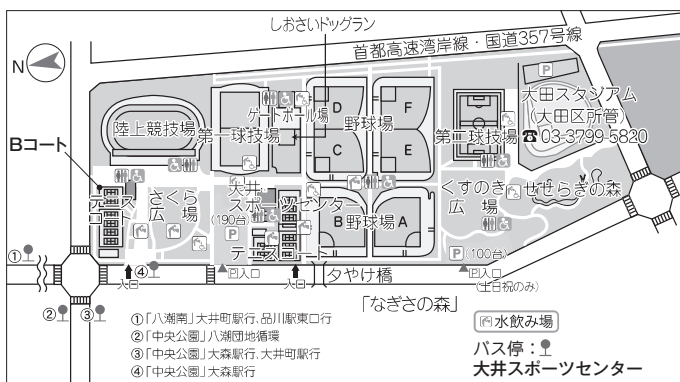 しおさいドッグラン
首都高速湾岸線・国道357号線
N
P
大田スタジアム
(大田区所管)
☎03-3799-5820
陸上競技場
第一球技場
ゲートボール場
D
F
野球場
C
E
第二球技場
Bコート
テニスコート
さくら広場
大井スポーツセンター
(190台)
P
テニスコート
B
野球場
A
くすのき広場
せせらぎの森
P
(100台)
①
入口
④
P入口
入口
夕やけ橋
P入口
(土日祝のみ)
②
③
「なぎさの森」
①「八潮南」大井町駅行、品川駅東口行
②「中央公園」八潮団地循環
③「中央公園」大森駅行、大井町駅行
④「中央公園」大森駅行
水飲み場
バス停：
大井スポーツセンター